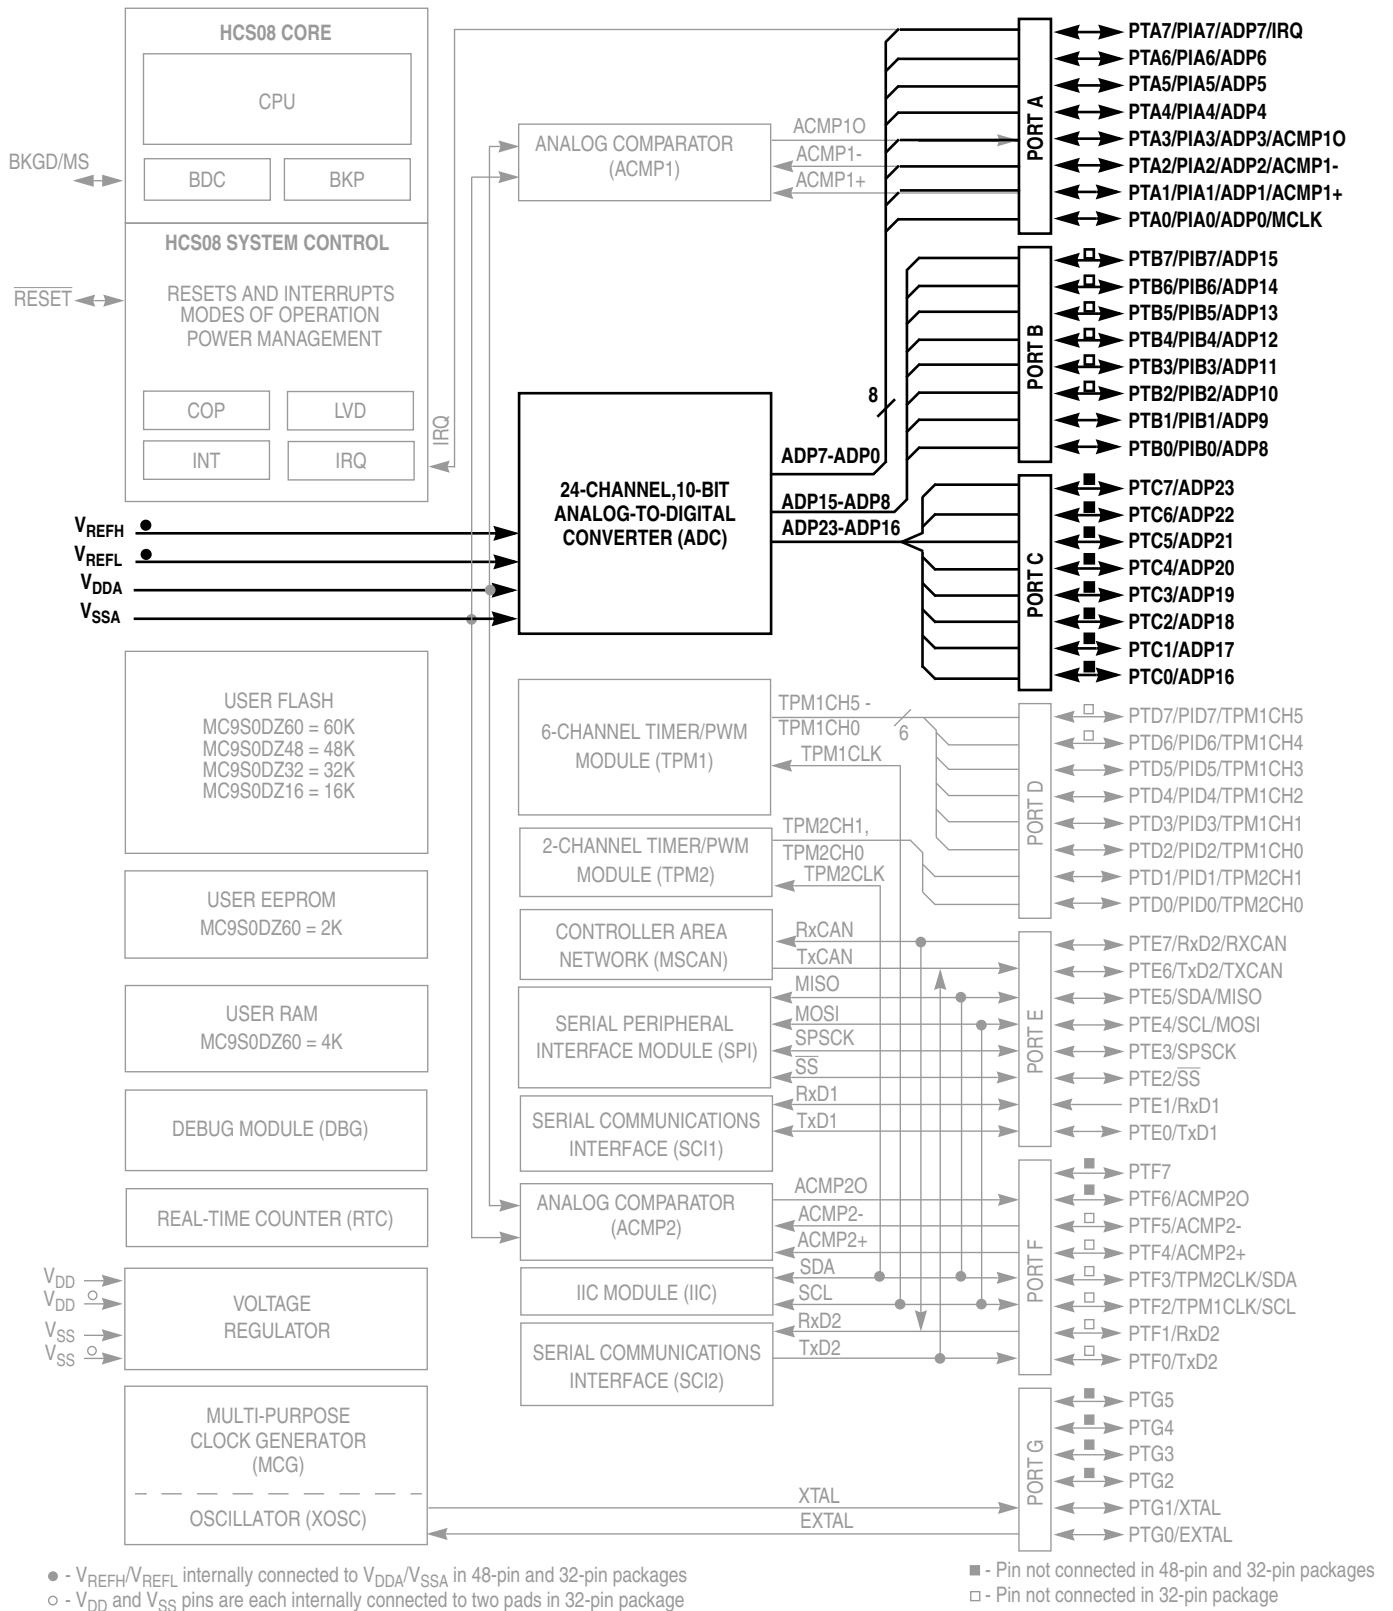 HCS08 CORE
CPU
BDC
BKP
BKGD/MS
HCS08 SYSTEM CONTROL
RESETS AND INTERRUPTS
MODES OF OPERATION
POWER MANAGEMENT
RESET
COP
LVD
INT
IRQ
IRQ
VREFH
VREFL
VDDA
VSSA
USER FLASH
MC9S0DZ60 = 60K
MC9S0DZ48 = 48K
MC9S0DZ32 = 32K
MC9S0DZ16 = 16K
USER EEPROM
MC9S0DZ60 = 2K
USER RAM
MC9S0DZ60 = 4K
DEBUG MODULE (DBG)
REAL-TIME COUNTER (RTC)
VDD
VDD
VSS
VSS
VOLTAGE
REGULATOR
MULTI-PURPOSE
CLOCK GENERATOR
(MCG)
OSCILLATOR (XOSC)
ANALOG COMPARATOR
(ACMP1)
ACMP1O
ACMP1-
ACMP1+
24-CHANNEL,10-BIT
ANALOG-TO-DIGITAL
CONVERTER (ADC)
8
ADP7-ADP0
ADP15-ADP8
ADP23-ADP16
6-CHANNEL TIMER/PWM
MODULE (TPM1)
TPM1CH5 -
TPM1CH0
6
TPM1CLK
2-CHANNEL TIMER/PWM
MODULE (TPM2)
TPM2CH1,
TPM2CH0
TPM2CLK
CONTROLLER AREA
NETWORK (MSCAN)
RxCAN
TxCAN
SERIAL PERIPHERAL
INTERFACE MODULE (SPI)
MISO
MOSI
SPSCK
SS
SERIAL COMMUNICATIONS
INTERFACE (SCI1)
RxD1
TxD1
ANALOG COMPARATOR
(ACMP2)
ACMP2O
ACMP2-
ACMP2+
IIC MODULE (IIC)
SDA
SCL
SERIAL COMMUNICATIONS
INTERFACE (SCI2)
RxD2
TxD2
XTAL
EXTAL
PORT A
PTA7/PIA7/ADP7/IRQ
PTA6/PIA6/ADP6
PTA5/PIA5/ADP5
PTA4/PIA4/ADP4
PTA3/PIA3/ADP3/ACMP1O
PTA2/PIA2/ADP2/ACMP1-
PTA1/PIA1/ADP1/ACMP1+
PTA0/PIA0/ADP0/MCLK
PORT B
PTB7/PIB7/ADP15
PTB6/PIB6/ADP14
PTB5/PIB5/ADP13
PTB4/PIB4/ADP12
PTB3/PIB3/ADP11
PTB2/PIB2/ADP10
PTB1/PIB1/ADP9
PTB0/PIB0/ADP8
PORT C
PTC7/ADP23
PTC6/ADP22
PTC5/ADP21
PTC4/ADP20
PTC3/ADP19
PTC2/ADP18
PTC1/ADP17
PTC0/ADP16
PORT D
PTD7/PID7/TPM1CH5
PTD6/PID6/TPM1CH4
PTD5/PID5/TPM1CH3
PTD4/PID4/TPM1CH2
PTD3/PID3/TPM1CH1
PTD2/PID2/TPM1CH0
PTD1/PID1/TPM2CH1
PTD0/PID0/TPM2CH0
PORT E
PTE7/RxD2/RXCAN
PTE6/TxD2/TXCAN
PTE5/SDA/MISO
PTE4/SCL/MOSI
PTE3/SPSCK
PTE2/SS
PTE1/RxD1
PTE0/TxD1
PORT F
PTF7
PTF6/ACMP2O
PTF5/ACMP2-
PTF4/ACMP2+
PTF3/TPM2CLK/SDA
PTF2/TPM1CLK/SCL
PTF1/RxD2
PTF0/TxD2
PORT G
PTG5
PTG4
PTG3
PTG2
PTG1/XTAL
PTG0/EXTAL
● - VREFH/VREFL internally connected to VDDA/VSSA in 48-pin and 32-pin packages
○ - VDD and VSS pins are each internally connected to two pads in 32-pin package
■ - Pin not connected in 48-pin and 32-pin packages
□ - Pin not connected in 32-pin package